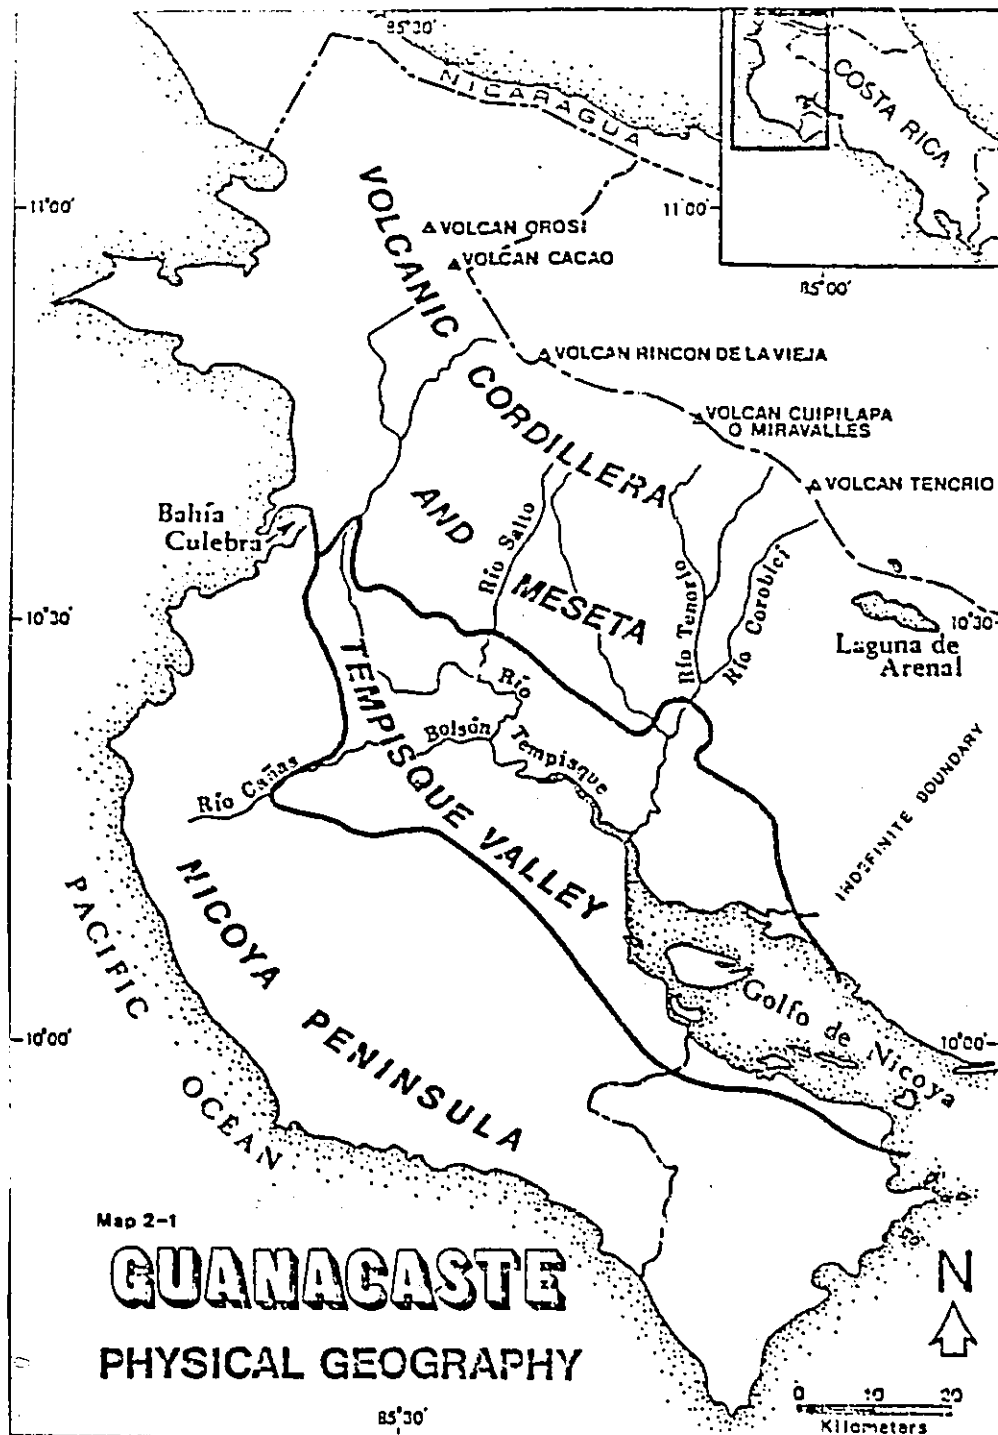 85°30'
NICARAGUA
COSTA RICA
11°00'
11°00'
85°00'
VOLCANIC
CORDILLERA
AND
MESETA
VOLCAN OROSI
VOLCAN CACAO
VOLCAN RINCON DE LA VIEJA
VOLCAN CUIPILAPA
O MIRAVALLES
VOLCAN TENORIO
Bahía
Culebra
Río Salto
Río Tenorio
Río Corobicí
10°30'
10°30'
Laguna de
Arenal
TEMPISQUE VALLEY
Río
Tempisque
Bolsón
Río Cañas
INDEFINITE BOUNDARY
NICOYA
PENINSULA
PACIFIC
OCEAN
Golfo de Nicoya
10°00'
10°00'
Map 2-1
GUANACASTE
PHYSICAL GEOGRAPHY
N
0 10 20
Kilometers
85°30'